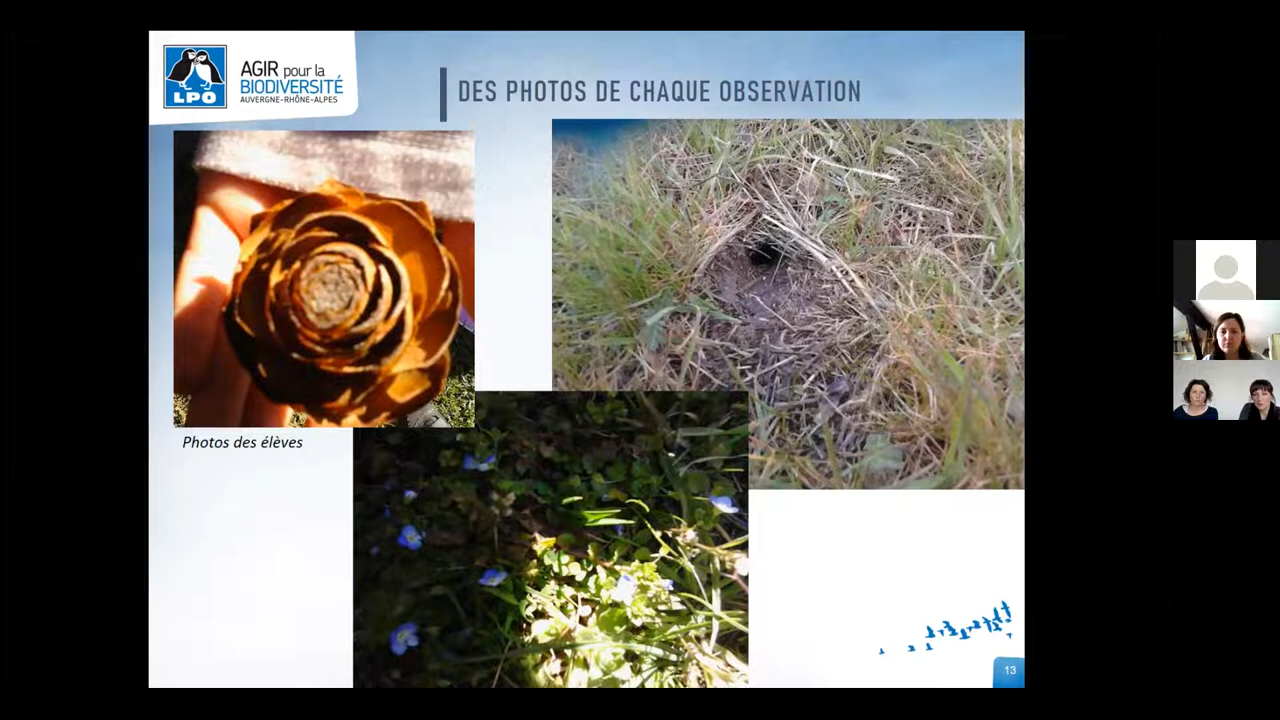 LPO
AGIR pour la
BIODIVERSITÉ
AUVERGNE-RHÔNE-ALPES
DES PHOTOS DE CHAQUE OBSERVATION
Photos des élèves
13